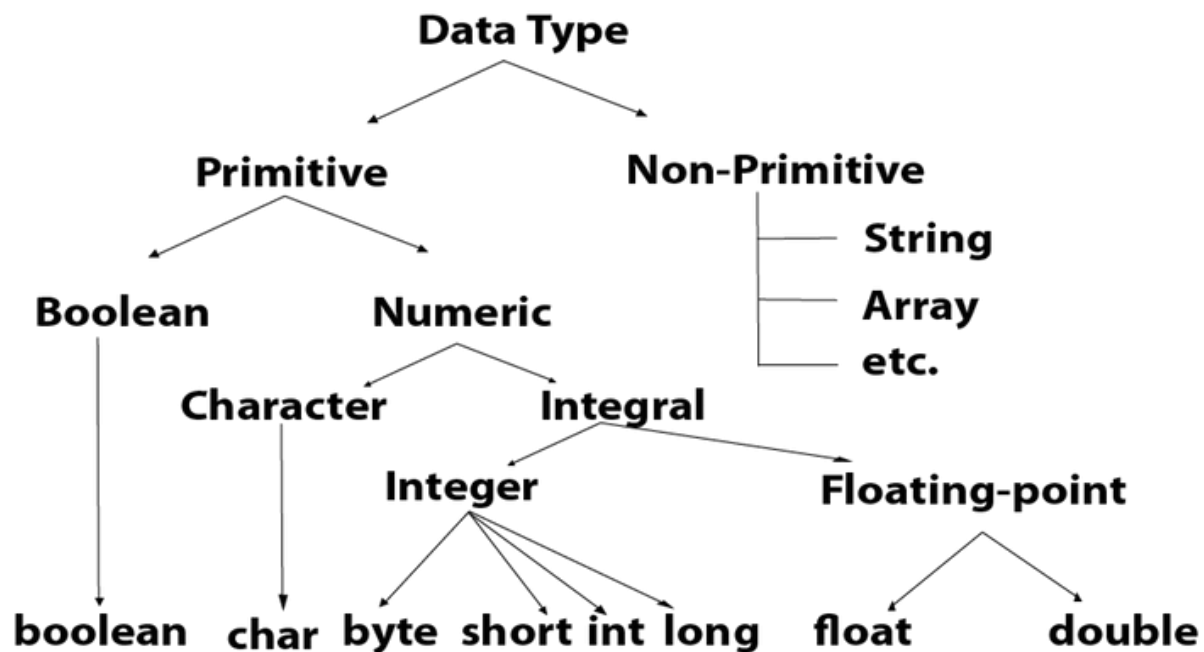 Data Type
Primitive
Non-Primitive
String
Array
etc.
Boolean
Numeric
Character
Integral
Integer
Floating-point
boolean
char
byte
short
int
long
float
double